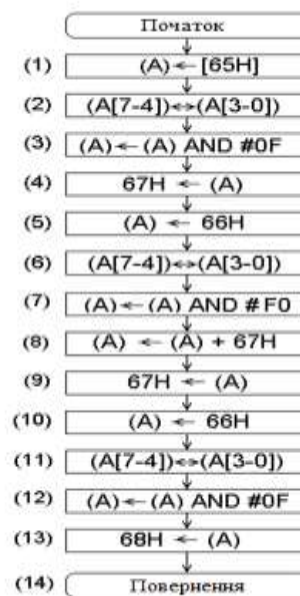 Початок
(1) (A) ← [65H]
(2) (A[7-4])↔(A[3-0])
(3) (A) ← (A) AND #0F
(4) 67H ← (A)
(5) (A) ← 66H
(6) (A[7-4])↔(A[3-0])
(7) (A) ← (A) AND # F0
(8) (A) ← (A) + 67H
(9) 67H ← (A)
(10) (A) ← 66H
(11) (A[7-4])↔(A[3-0])
(12) (A) ← (A) AND #0F
(13) 68H ← (A)
(14) Повернення